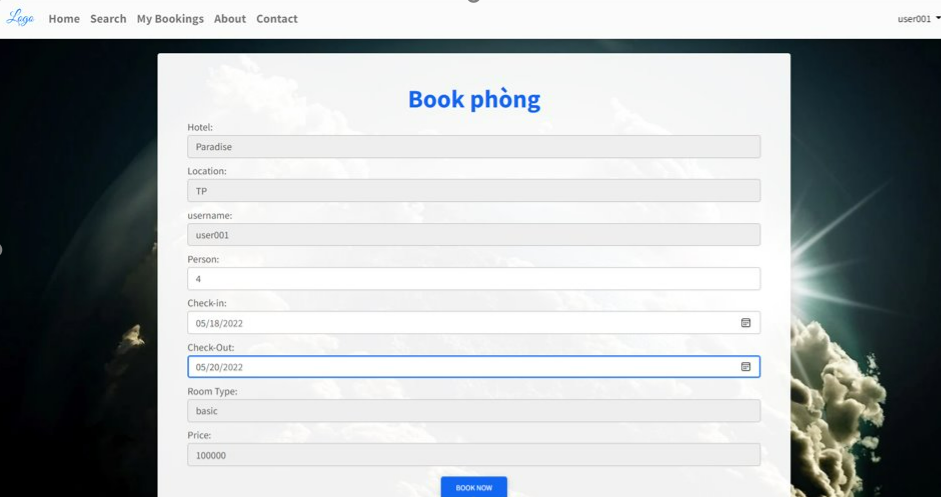 Logo Home Search My Bookings About Contact user001
Book phòng
Hotel:
Paradise
Location:
TP
username:
user001
Person:
4
Check-in:
05/18/2022
Check-Out:
05/20/2022
Room Type:
basic
Price:
100000
BOOK NOW